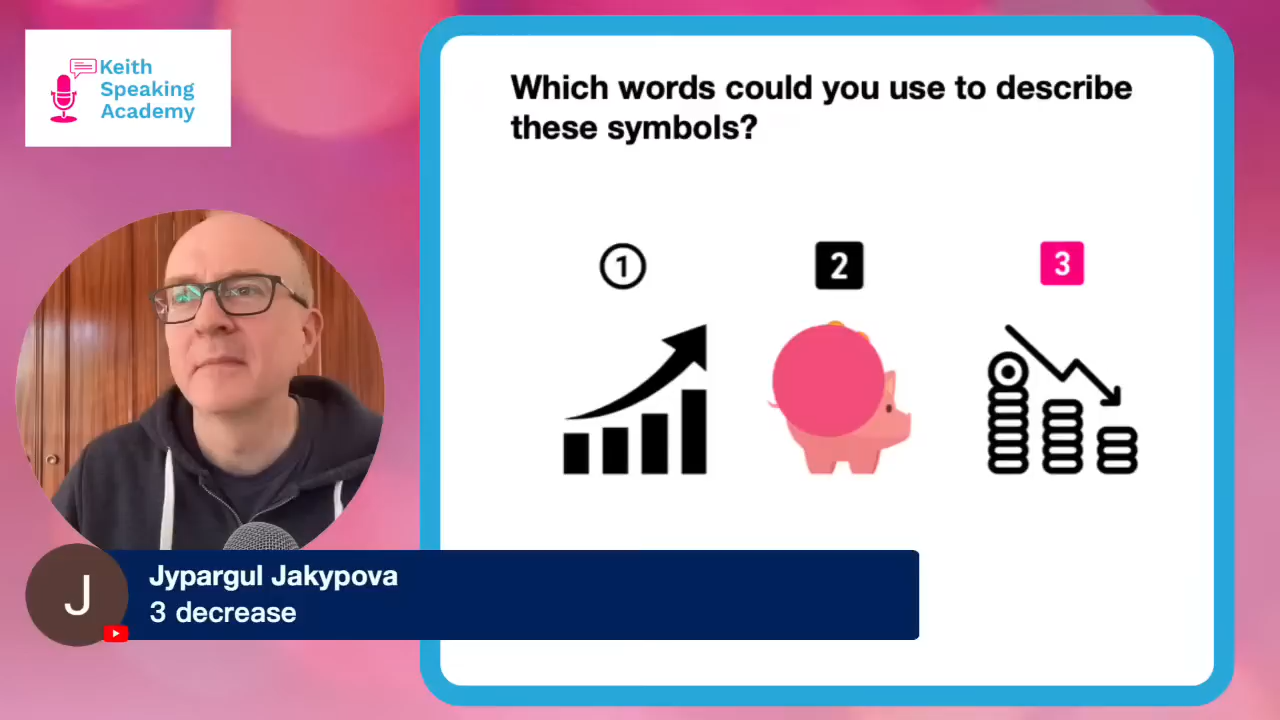 Keith
Speaking
Academy
Which words could you use to describe
these symbols?
1
2
3
J
Jypargul Jakypova
3 decrease